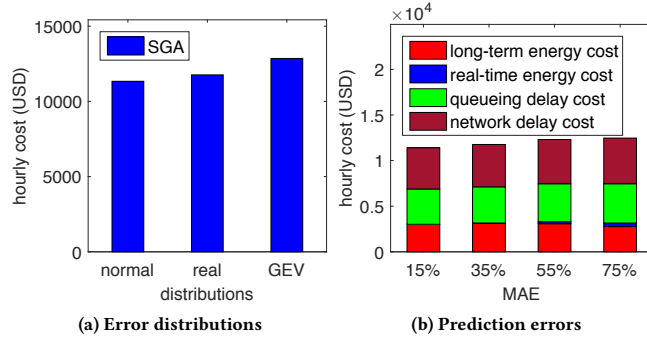 15000
10000
5000
0
hourly cost (USD)
SGA
normal real GEV
distributions
(a) Error distributions
×10⁴
2
1.5
1
0.5
0
hourly cost (USD)
long-term energy cost
real-time energy cost
queueing delay cost
network delay cost
15% 35% 55% 75%
MAE
(b) Prediction errors